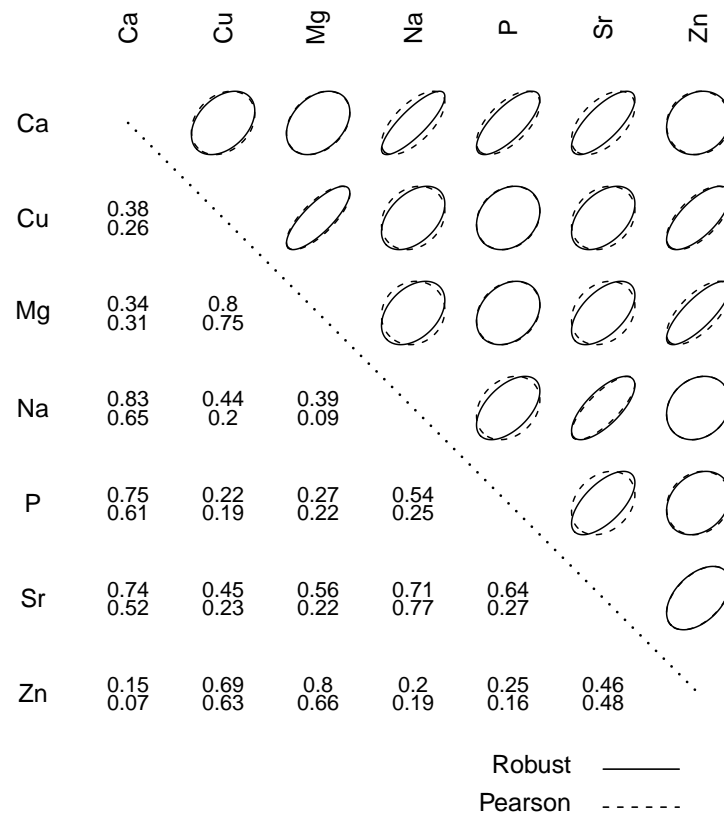 Ca Cu Mg Na P Sr Zn
Ca
Cu
0.38
0.26
Mg
0.34 0.8
0.31 0.75
Na
0.83 0.44 0.39
0.65 0.2 0.09
P
0.75 0.22 0.27 0.54
0.61 0.19 0.22 0.25
Sr
0.74 0.45 0.56 0.71 0.64
0.52 0.23 0.22 0.77 0.27
Zn
0.15 0.69 0.8 0.2 0.25 0.46
0.07 0.63 0.66 0.19 0.16 0.48
Robust
Pearson